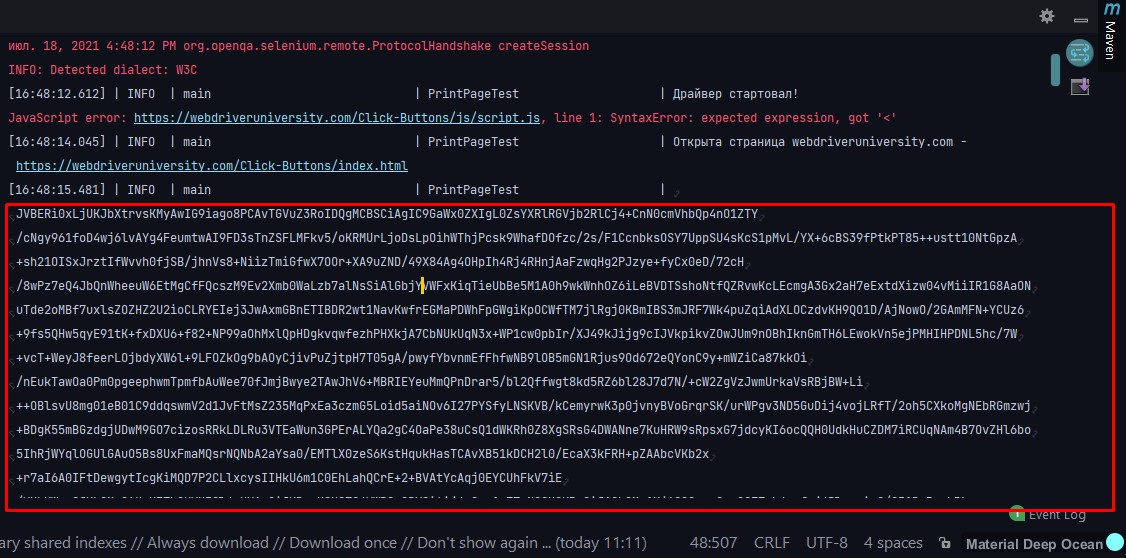 Maven
июл. 18, 2021 4:48:12 PM org.openqa.selenium.remote.ProtocolHandshake createSession
INFO: Detected dialect: W3C
[16:48:12.612] | INFO | main | PrintPageTest | Драйвер стартовал!
JavaScript error: https://webdriveruniversity.com/Click-Buttons/js/script.js, line 1: SyntaxError: expected expression, got '<'
[16:48:14.045] | INFO | main | PrintPageTest | Открыта страница webdriveruniversity.com -
https://webdriveruniversity.com/Click-Buttons/index.html
[16:48:15.481] | INFO | main | PrintPageTest |
JVBERi0xLjUKJbXtrvsKMyAwIG9iago8PCAvTGVuZ3RoIDQgMCBSCiAgIC9GaWx0ZXIgL0ZsYXRlRGVjb2RlCj4+CnN0cmVhbQp4nO1ZTY
/cNgy961foD4wj6lvAYg4FeumtwAI9FD3sTnZSFLMFkv5/oKRMUrLjoDsLpOihWThjPcsk9WhafDOfzc/2s/F1CcnbksOSY7UppSU4sKcS1pMvL/YX+6cBS39fPtkPT85++ustt10NtGpzA
+sh21OISxJrztIfWvvh0fjSB/jhnVs8+NiizTmiGfwX7OOr+XA9uZND/49X84Ag4OHpIh4Rj4RHnjAaFzwqHg2PJzye+fyCx0eD/72cH
/8wPz7eQ4JbQnWheeuW6EtMgCfFQcszM9Ev2Xmb0WaLzb7alNsSiAlGbjYVWFxKiqTieUbBe5M1A0h9wkWnhOZ6iLeBVDTSshoNtfQZRvwKcLEcmgA3Gx2aH7eExtdXizw04vMiiIR1G8AaON
uTde2oMBf7uxlsZOZHZ2U2ioCLRYEIej3JwAxmGBnETIBDR2wt1NavKwfrEGMaPDWhFpGWgiKpOCWfTM7jlRgj0KBmIBS3mJRF7Wk4puZqiAdXLOCzdvKH9QO1D/AjNowO/2GAmMFN+YCUz6
+9fs5QHw5qyE91tK+fxDXU6+f82+NP99aOhMxlQpHDgkvqwfezhPHXkjA7CbNUkUqN3x+WP1cw0pbIr/XJ49kJijg9cIJVkpikvZOwJUm9nOBhIknGmTH6LEwokVn5ejPMHIHPDNL5hc/7W
+vcT+WeyJ8feerLOjbdyXW6l+9LFOZkOg9bAOyCjivPuZjtpH7T05gA/pwyfYbvnmEfFhfwNB9lOB5mGN1Rjus9Od672eQYonC9y+mWZiCa87kkOi
/nEukTawOa0Pm0pgeephwmTpmfbAuWee70fJmjBwye2TAwJhV6+MBRIEYeuMmQPnDrar5/bl2Qffwgt8kd5RZ6bl28J7d7N/+cW2ZgVzJwmUrkaVsRBjBW+Li
++OBlsvU8mg01eB01C9ddqswmV2d1JvFtMsZ235MqPxEa3czmG5Loid5aiNOv6I27PYSfyLNSKVB/kCemyrwK3p0jvnyBVoGrqrSK/urWPgv3ND5GuDij4vojLRfT/2oh5CXkoMgNEbRGmzwj
+BDgK55mBGzdgjUDwM9GO7cizosRRkLDLRu3VTEaWun3GPErALYQa2gC4OaPe38uCsQ1dWKRh0Z8XgSRsG4DWANne7KuHRW9sRpsxG7jdcyKI6ocQQH0UdkHuCZDM7iRCUqNAm4B7OvZHl6bo
5IhRjWYqlOGUlGAuO5Bs8UxFmaMQsrNQNbA2aYsa0/EMTlX0zeS6KstHqukHasTCAvXB51kDCH2l0/EcaX3kFRH+pZAAbcVKb2x
+r7aI6A0IFtDewgytIcgKiMQD7P2CLlxcysIIHkU6m1C0EhLahQCrE+2+BVAtYcAqj0EYCUhFkV7iE
Event Log
ary shared indexes // Always download // Download once // Don't show again ... (today 11:11)
48:507 CRLF UTF-8 4 spaces Material Deep Ocean